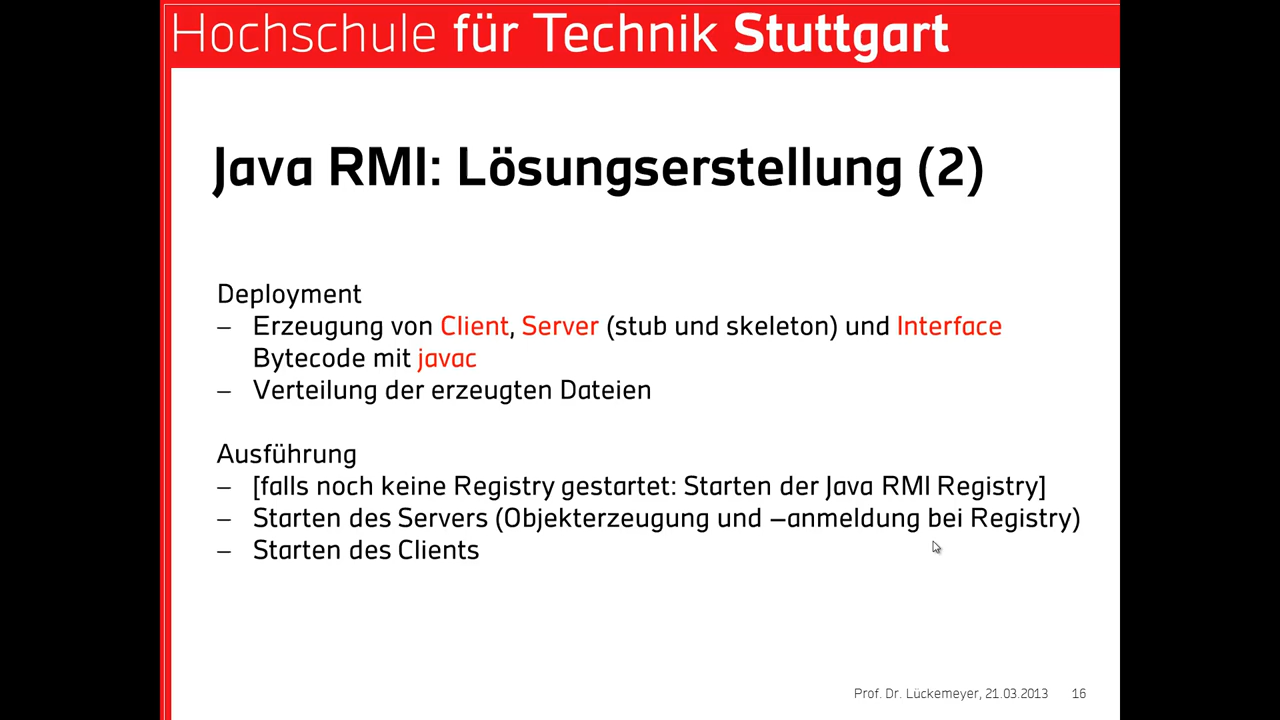 Hochschule für Technik Stuttgart
Java RMI: Lösungserstellung (2)
Deployment
– Erzeugung von Client, Server (stub und skeleton) und Interface
Bytecode mit javac
– Verteilung der erzeugten Dateien
Ausführung
– [falls noch keine Registry gestartet: Starten der Java RMI Registry]
– Starten des Servers (Objekterzeugung und –anmeldung bei Registry)
– Starten des Clients
Prof. Dr. Lückemeyer, 21.03.2013 16